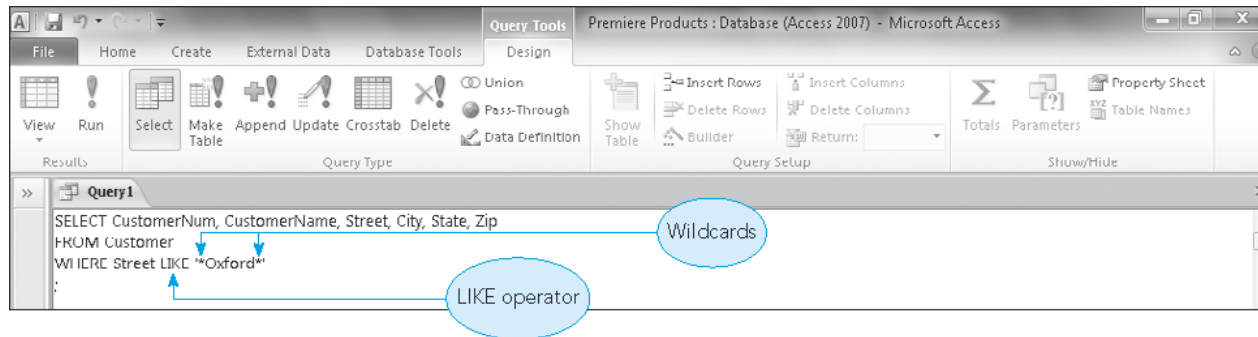 A
Query Tools
Premiere Products : Database (Access 2007) - Microsoft Access
File Home Create External Data Database Tools Design
View
Run
Select
Make Table
Append
Update
Crosstab
Delete
Union
Pass-Through
Data Definition
Show Table
Insert Rows
Delete Rows
Builder
Insert Columns
Delete Columns
Return:
Totals
Parameters
Property Sheet
Table Names
Results
Query Type
Query Setup
Show/Hide
Query1
SELECT CustomerNum, CustomerName, Street, City, State, Zip
FROM Customer
WHERE Street LIKE '*Oxford*'
;
Wildcards
LIKE operator